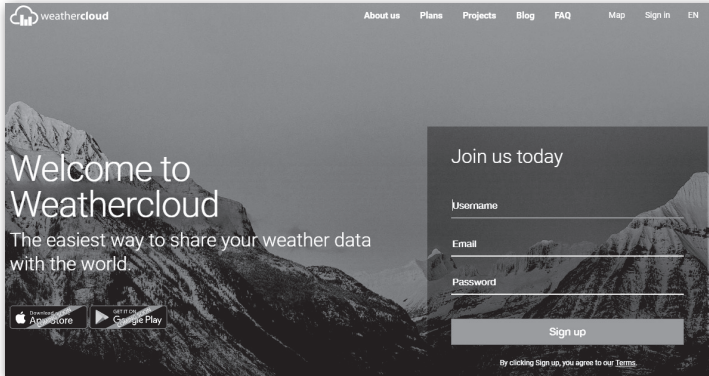 weathercloud
About us Plans Projects Blog FAQ Map Sign in EN
Welcome to
Weathercloud
The easiest way to share your weather data
with the world.
Download on the
App Store
GET IT ON
Google Play
Join us today
Username
Email
Password
Sign up
By clicking Sign up, you agree to our Terms.